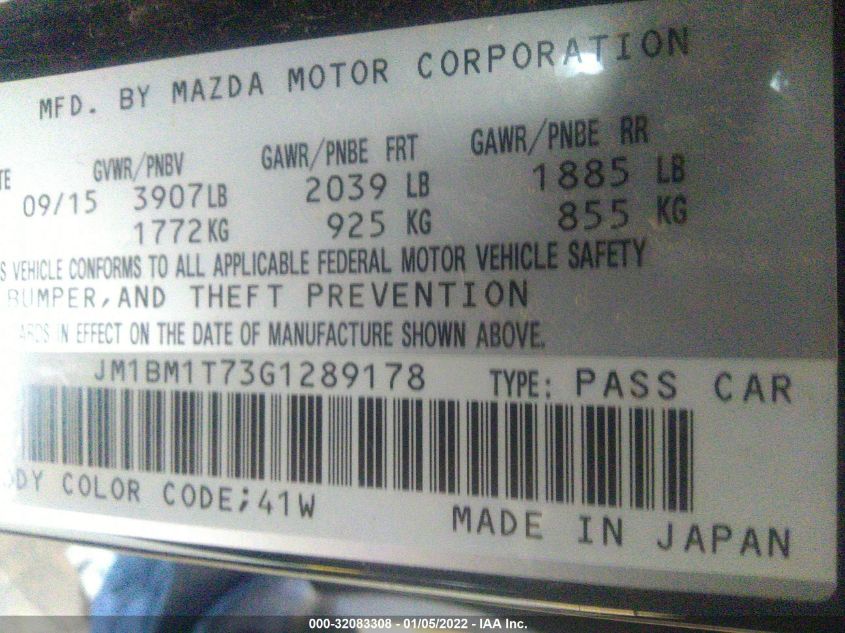 MFD. BY MAZDA MOTOR CORPORATION
TE GVWR/PNBV GAWR/PNBE FRT GAWR/PNBE RR
09/15 3907LB 2039 LB 1885 LB
1772KG 925 KG 855 KG
S VEHICLE CONFORMS TO ALL APPLICABLE FEDERAL MOTOR VEHICLE SAFETY
BUMPER, AND THEFT PREVENTION
ARDS IN EFFECT ON THE DATE OF MANUFACTURE SHOWN ABOVE.
JM1BM1T73G1289178 TYPE: PASS CAR
ODY COLOR CODE;41W
MADE IN JAPAN
000-32083308 - 01/05/2022 - IAA Inc.